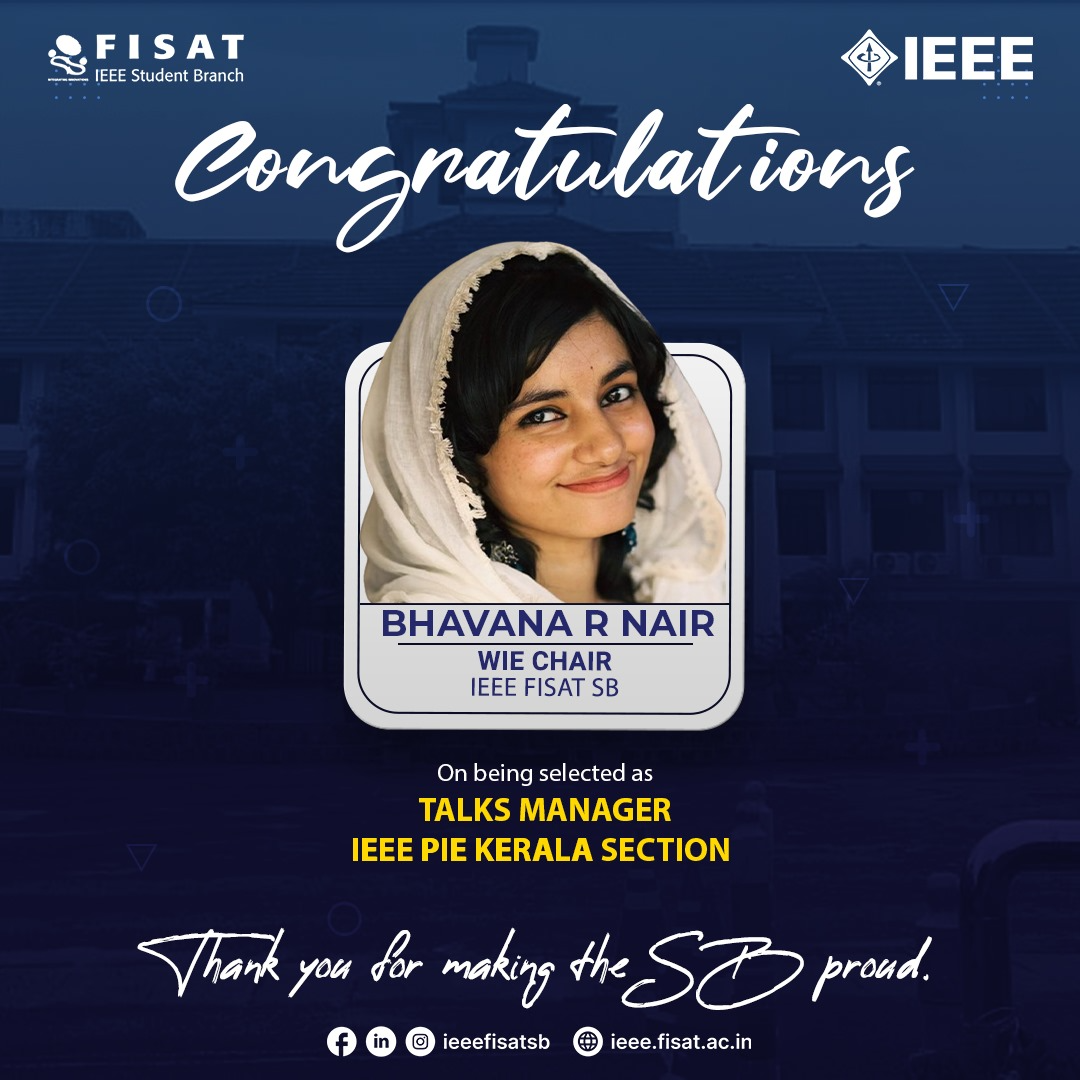 FISAT
IEEE Student Branch
IEEE
Congratulations
BHAVANA R NAIR
WIE CHAIR
IEEE FISAT SB
On being selected as
TALKS MANAGER
IEEE PIE KERALA SECTION
Thank you for making the SB proud.
ieeefisatsb ieee.fisat.ac.in